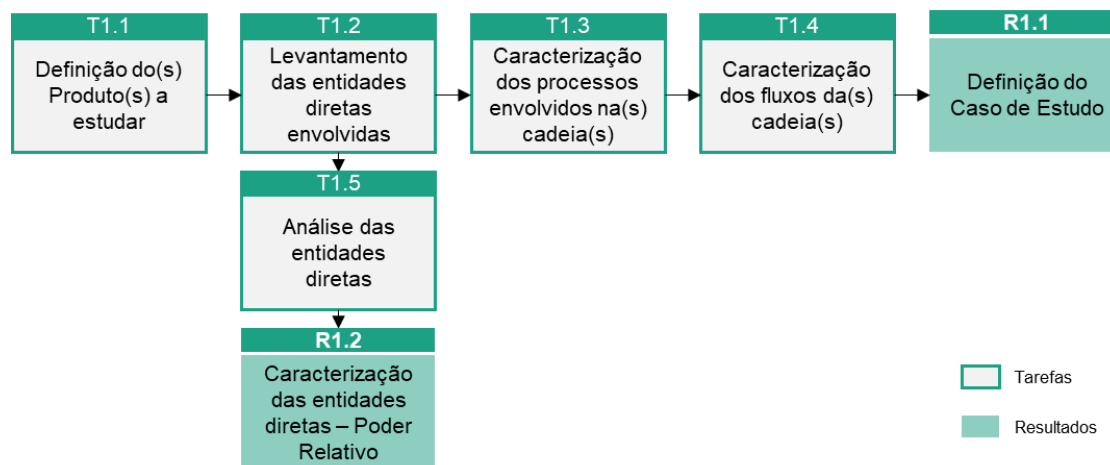 T1.1
Definição do(s)
Produto(s) a
estudar
T1.2
Levantamento
das entidades
diretas
envolvidas
T1.3
Caracterização
dos processos
envolvidos na(s)
cadeia(s)
T1.4
Caracterização
dos fluxos da(s)
cadeia(s)
R1.1
Definição do
Caso de Estudo
T1.5
Análise das
entidades
diretas
R1.2
Caracterização
das entidades
diretas – Poder
Relativo
Tarefas
Resultados